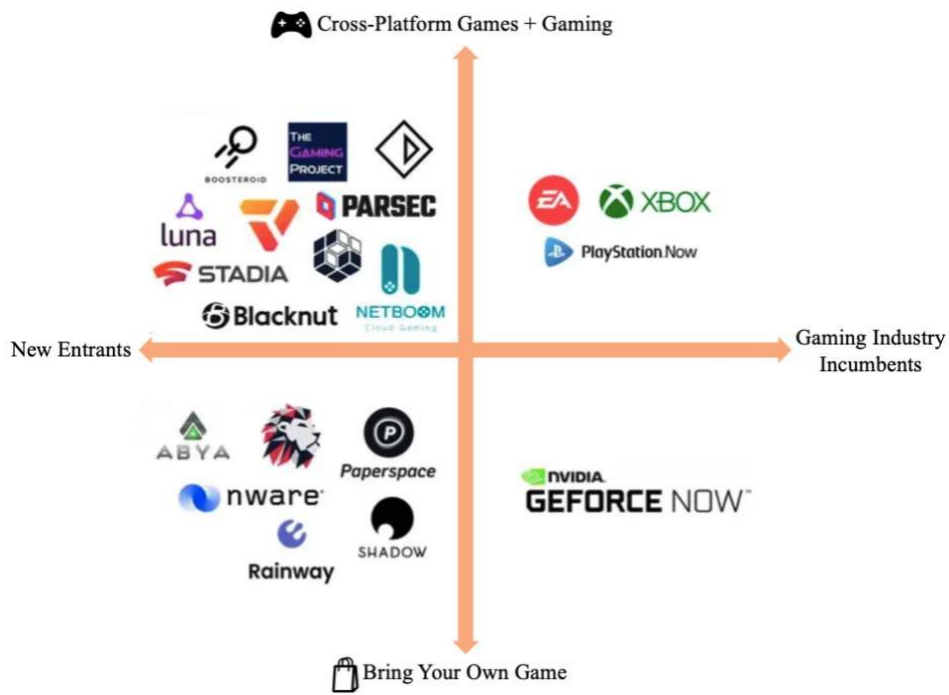 Cross-Platform Games + Gaming
BOOSTEROID
THE
GAMING
PROJECT
luna
PARSEC
EA
XBOX
STADIA
PlayStation Now
Blacknut
NETBOOM
Cloud Gaming
New Entrants
Gaming Industry
Incumbents
ABYA
P
Paperspace
nware
NVIDIA.
GEFORCE NOW™
SHADOW
Rainway
Bring Your Own Game